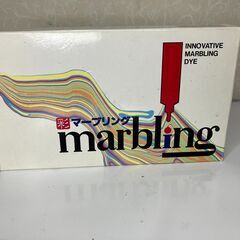 INNOVATIVE
MARBLING
DYE
彩 マーブリング
marbling